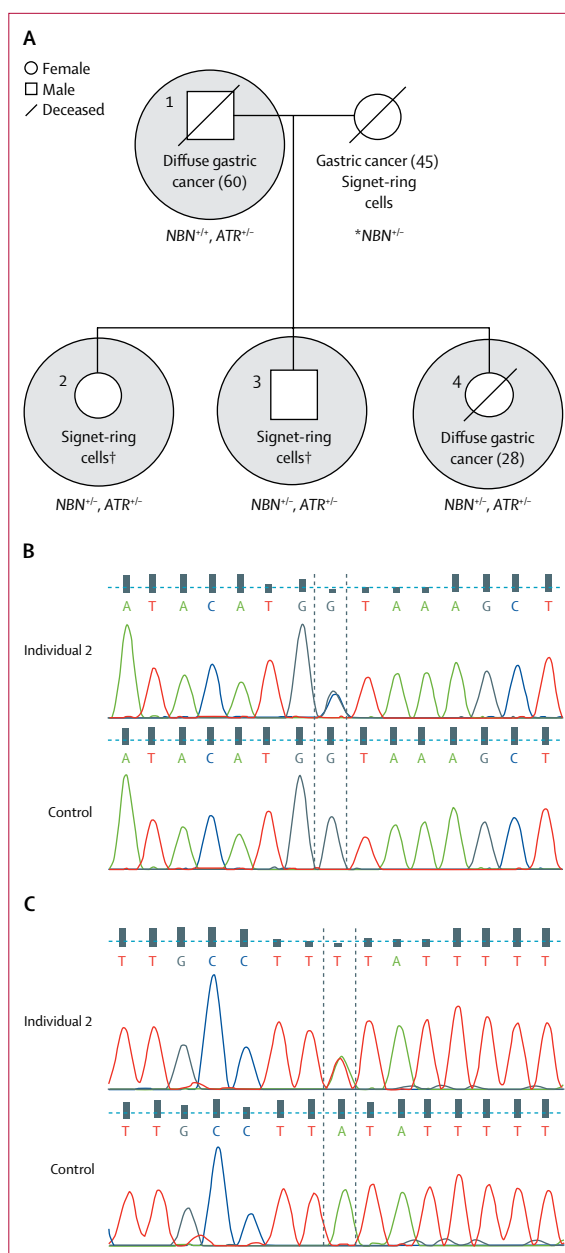 A
Female
Male
Deceased
1
Diffuse gastric
cancer (60)
NBN+/+, ATR+/–
Gastric cancer (45)
Signet-ring
cells
*NBN+/–
2
Signet-ring
cells†
NBN+/–, ATR+/–
3
Signet-ring
cells†
NBN+/–, ATR+/–
4
Diffuse gastric
cancer (28)
NBN+/–, ATR+/–
B
A T A C A T G G T A A A G C T
Individual 2
A T A C A T G G T A A A G C T
Control
C
T T G C C T T T T A T T T T T
Individual 2
T T G C C T T A T A T T T T T
Control